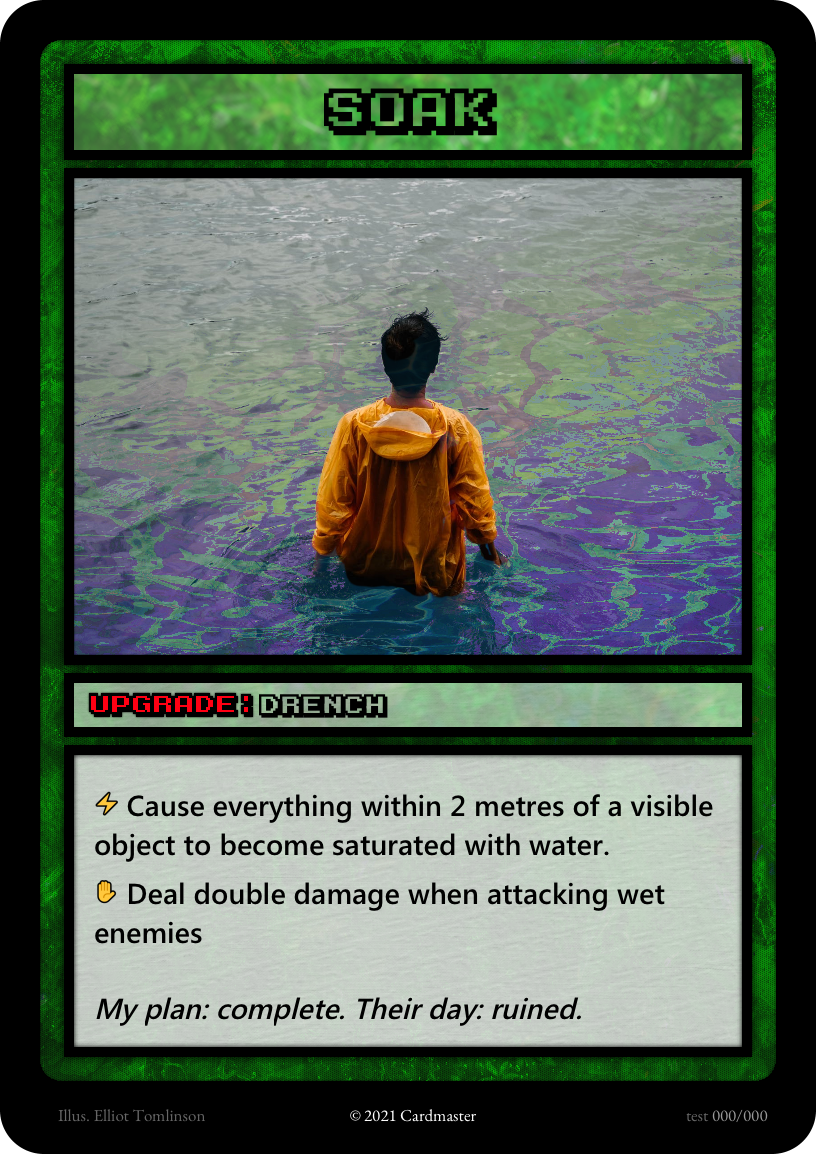 SOAK
UPGRADE: DRENCH
⚡ Cause everything within 2 metres of a visible
object to become saturated with water.
✋ Deal double damage when attacking wet
enemies
My plan: complete. Their day: ruined.
Illus. Elliot Tomlinson
© 2021 Cardmaster
test 000/000